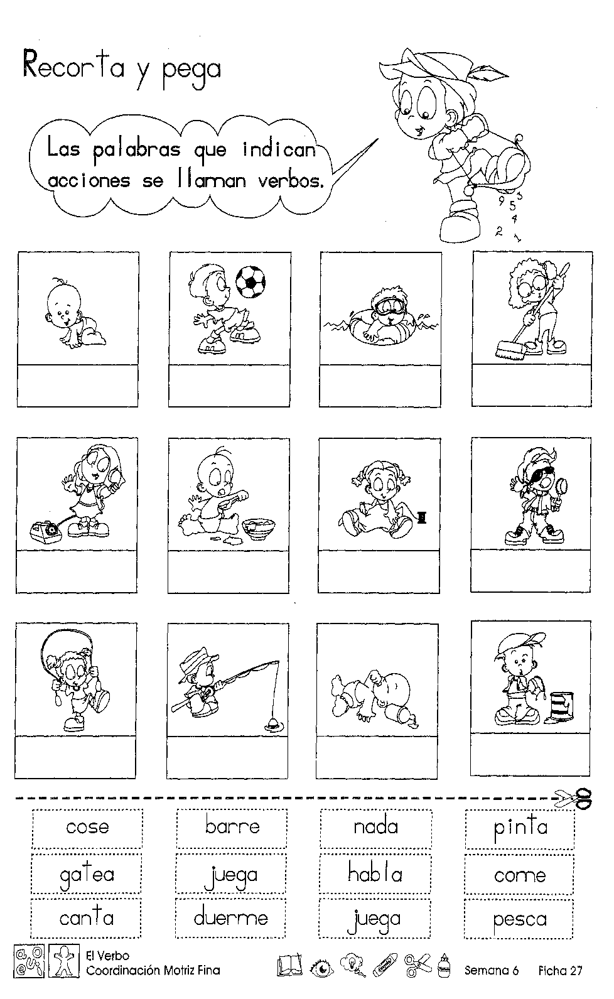 Recorta y pega
Las palabras que indican
acciones se llaman verbos.
9 3
5
4
2 1
cose barre nada pinta
gatea juega habla come
canta duerme juega pesca
El Verbo
Coordinación Motriz Fina Semana 6 Ficha 27